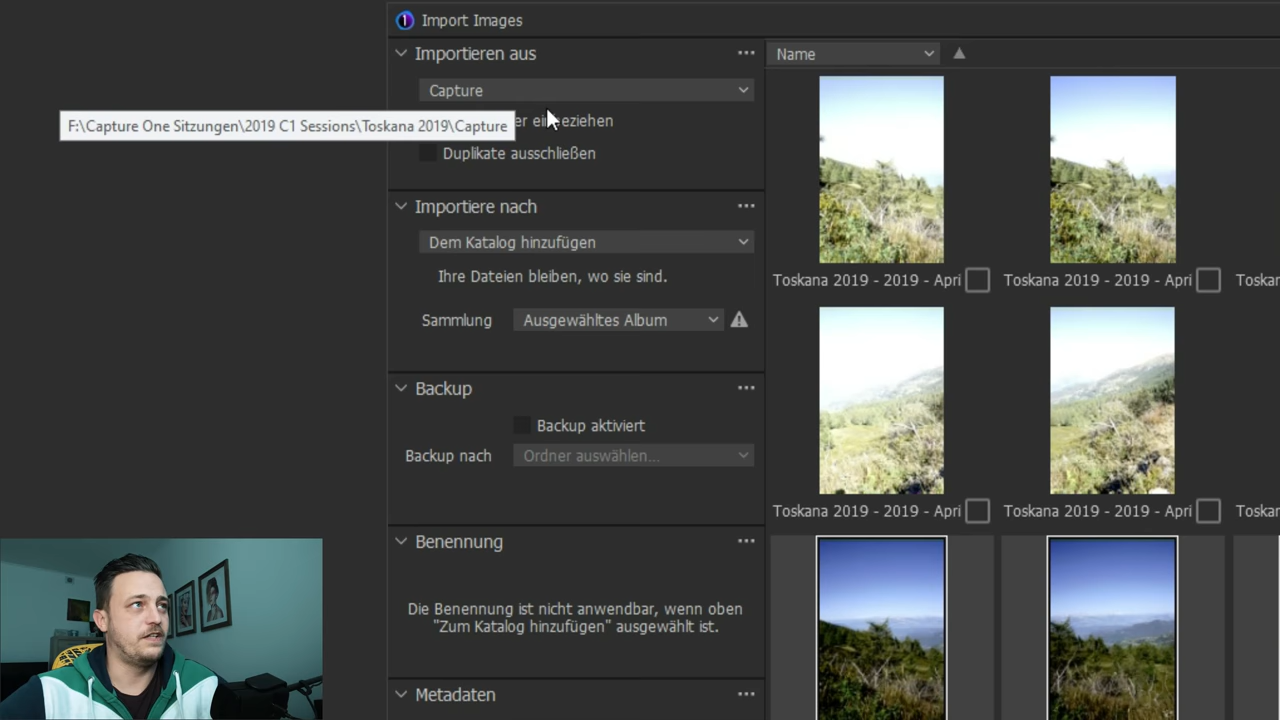 Import Images
Importieren aus
Name
Capture
F:\Capture One Sitzungen\2019 C1 Sessions\Toskana 2019\Capture
Duplikate ausschließen
Importiere nach
Dem Katalog hinzufügen
Ihre Dateien bleiben, wo sie sind.
Toskana 2019 - 2019 - Apri
Toskana 2019 - 2019 - Apri
Toska
Sammlung
Ausgewähltes Album
Backup
Backup aktiviert
Backup nach
Ordner auswählen...
Toskana 2019 - 2019 - Apri
Toskana 2019 - 2019 - Apri
Toska
Benennung
Die Benennung ist nicht anwendbar, wenn oben
"Zum Katalog hinzufügen" ausgewählt ist.
Metadaten